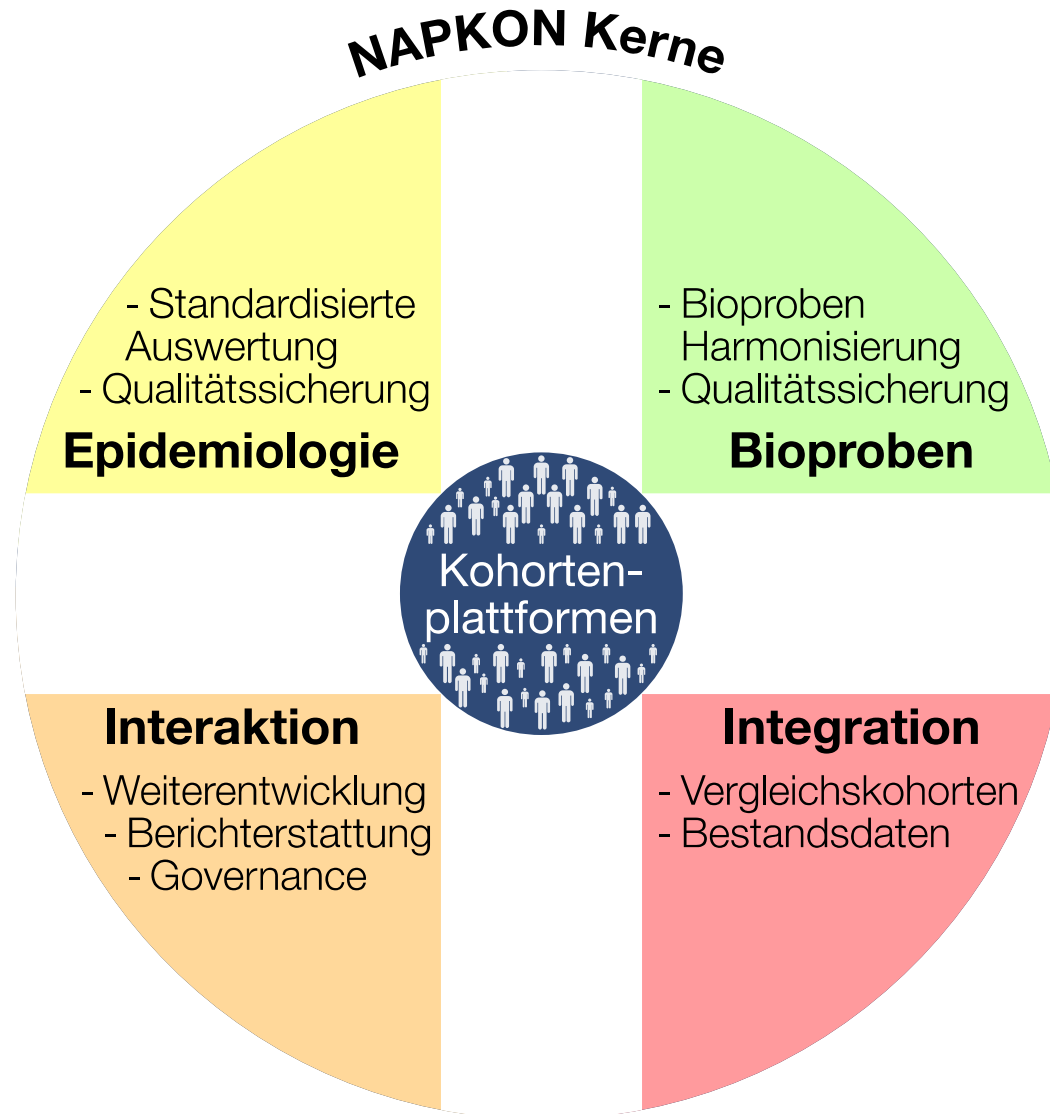 NAPKON Kerne
- Standardisierte
Auswertung
- Qualitätssicherung
Epidemiologie
- Bioproben
Harmonisierung
- Qualitätssicherung
Bioproben
Kohorten-
plattformen
Interaktion
- Weiterentwicklung
- Berichterstattung
- Governance
Integration
- Vergleichskohorten
- Bestandsdaten